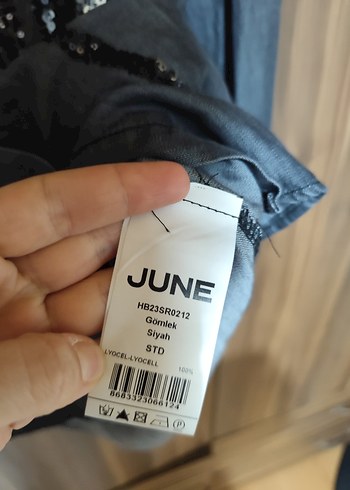 JUNE
HB23SR0212
Gömlek
Siyah
STD
LYOCEL-LYOCELL 100%
8683323066124